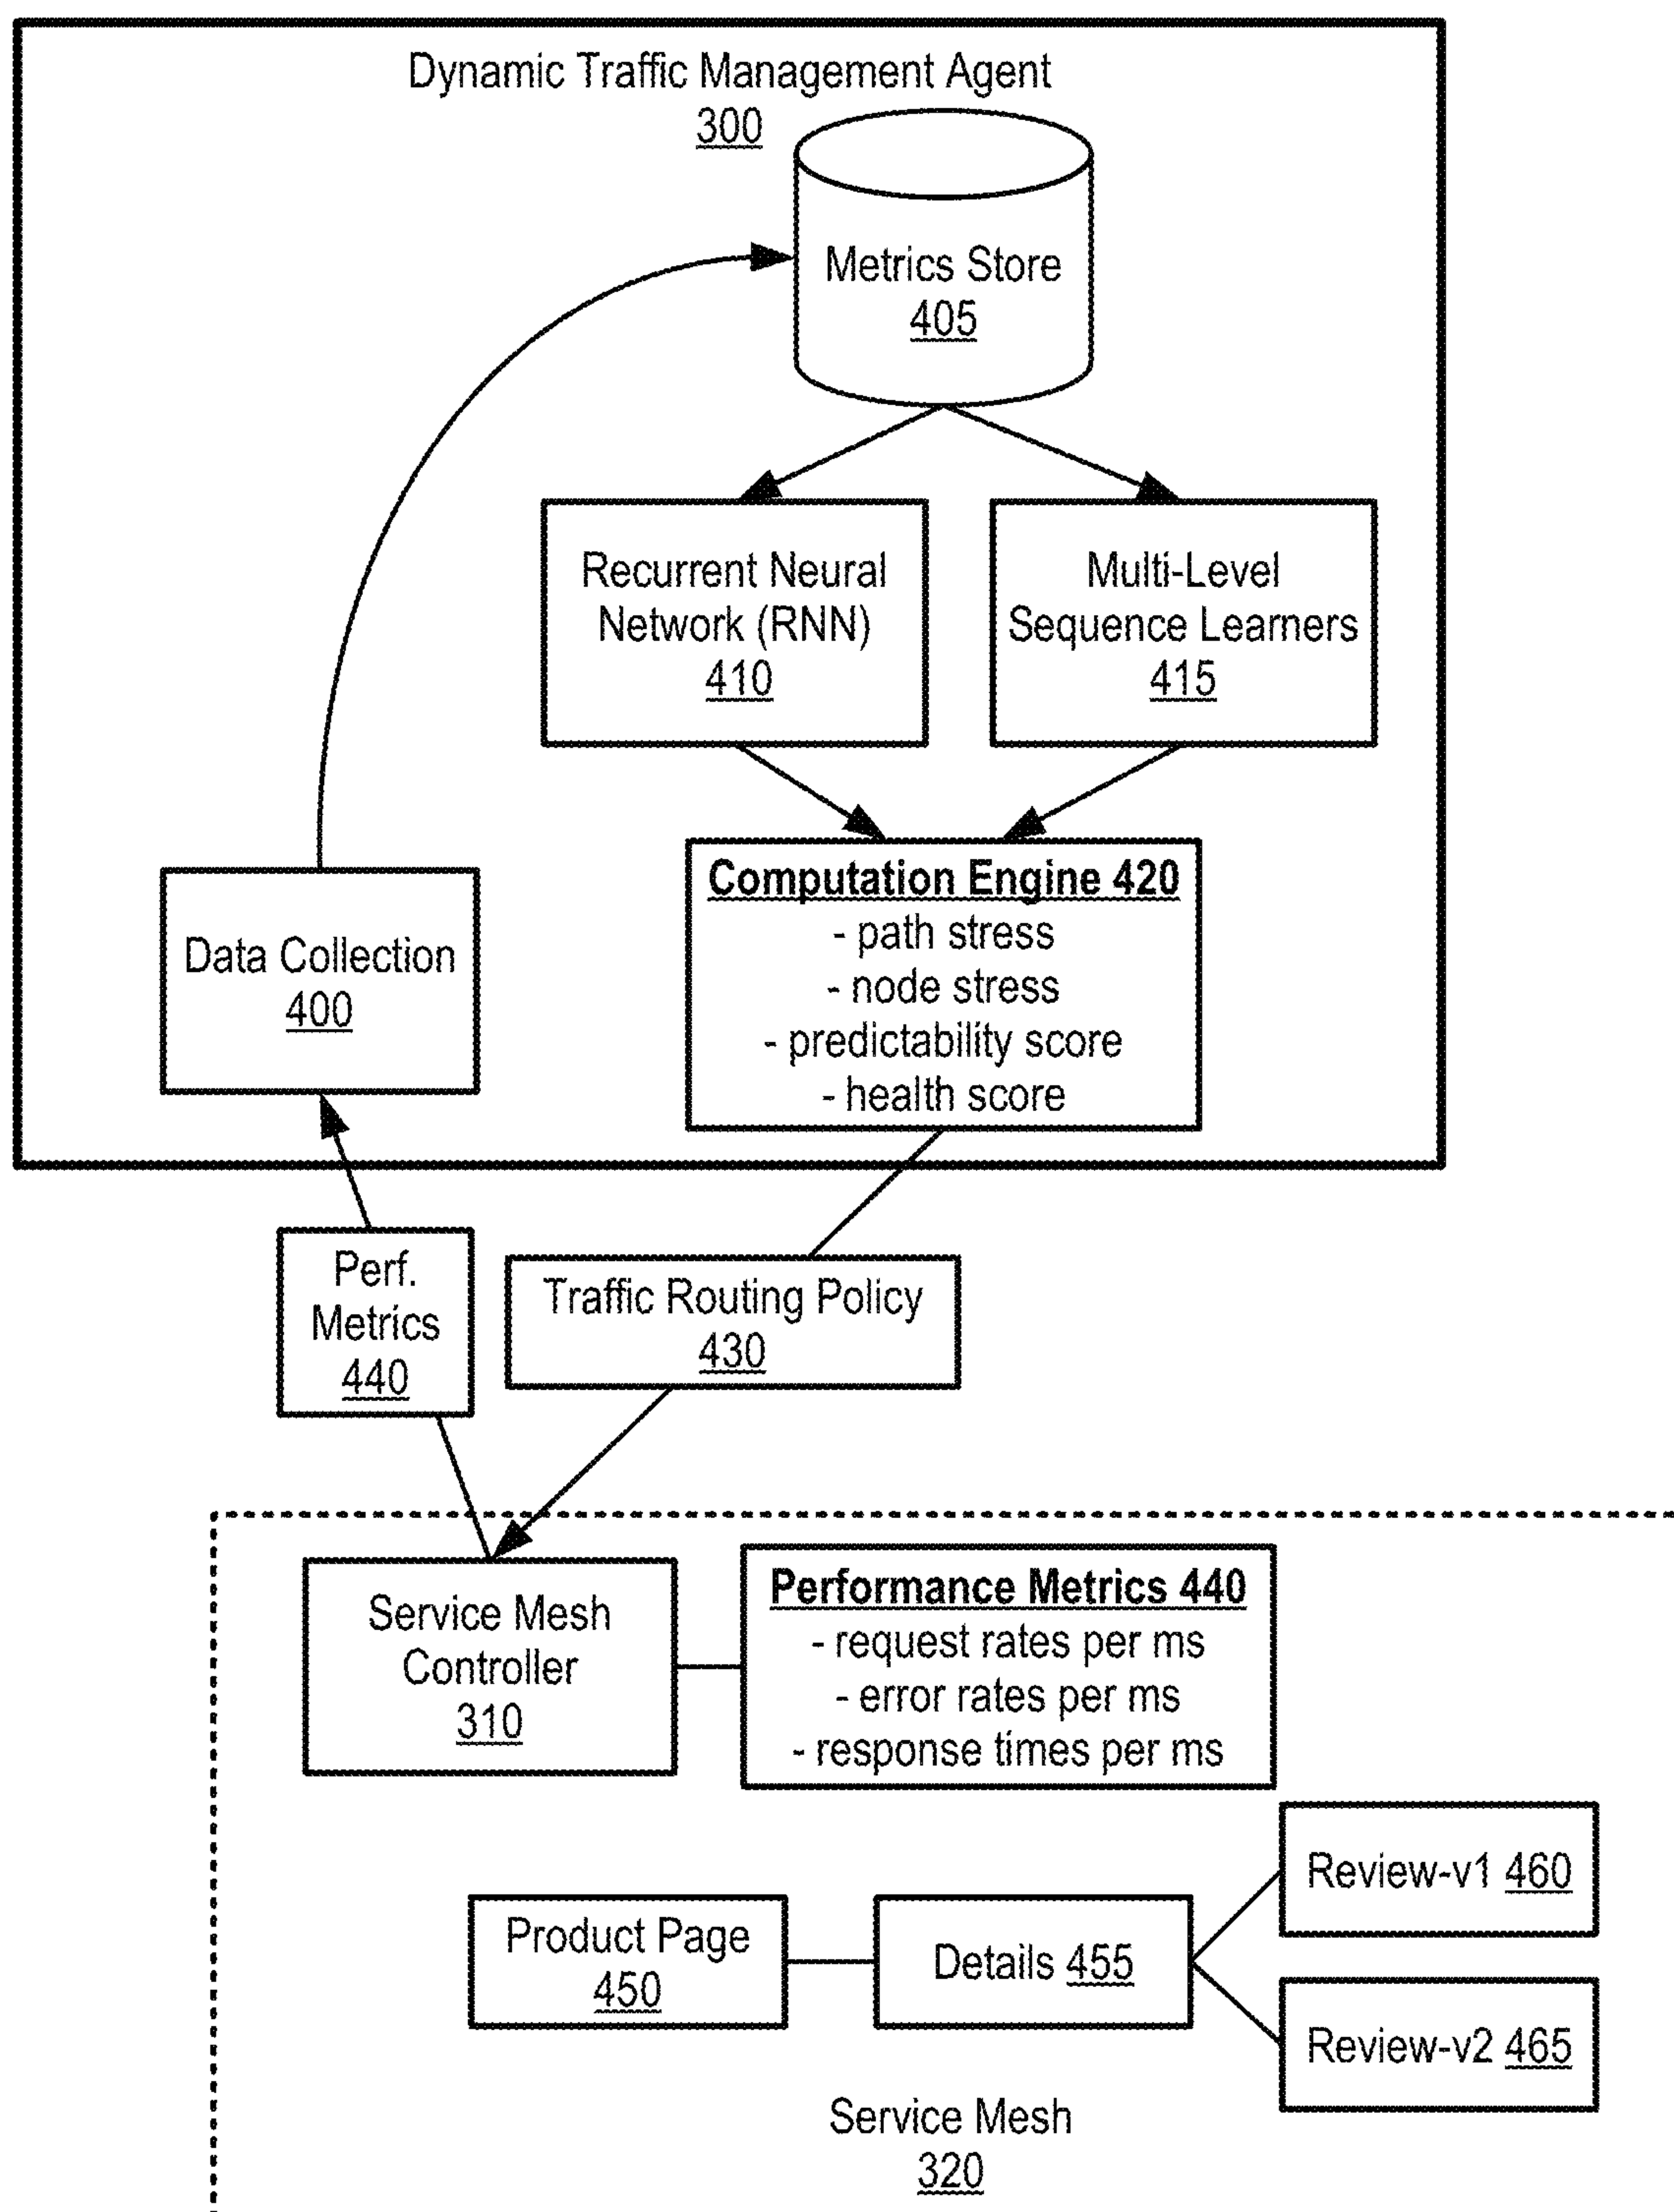 Dynamic Traffic Management Agent
300
Metrics Store
405
Recurrent Neural
Network (RNN)
410
Multi-Level
Sequence Learners
415
Computation Engine 420
- path stress
- node stress
- predictability score
- health score
Data Collection
400
Perf.
Metrics
440
Traffic Routing Policy
430
Service Mesh
Controller
310
Performance Metrics 440
- request rates per ms
- error rates per ms
- response times per ms
Product Page
450
Details 455
Review-v1 460
Review-v2 465
Service Mesh
320